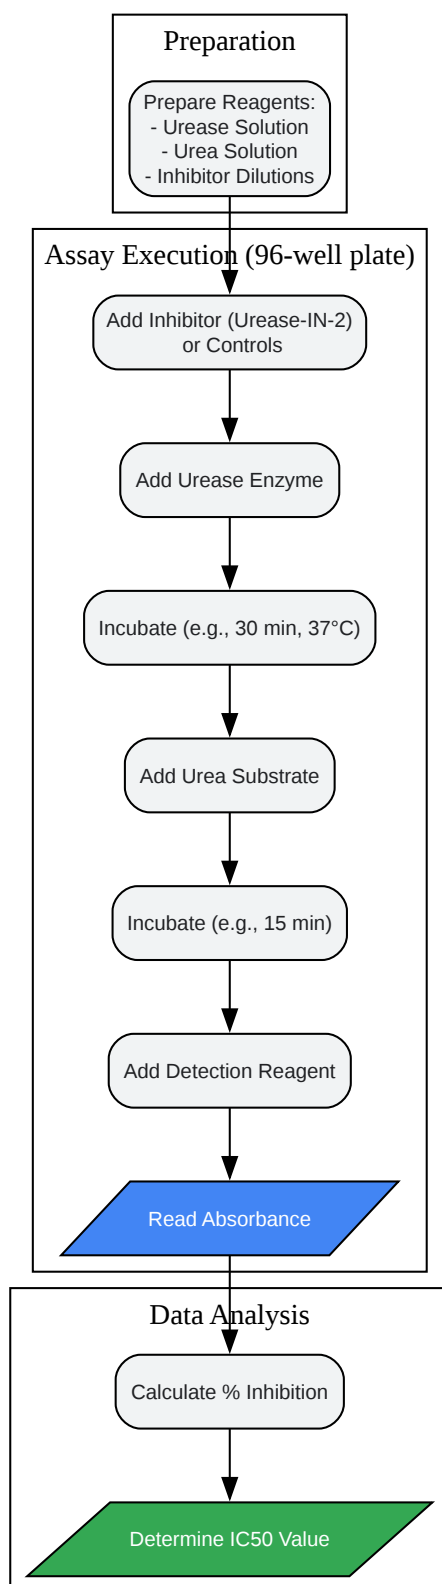 Preparation
Prepare Reagents:
- Urease Solution
- Urea Solution
- Inhibitor Dilutions
Assay Execution (96-well plate)
Add Inhibitor (Urease-IN-2)
or Controls
Add Urease Enzyme
Incubate (e.g., 30 min, 37°C)
Add Urea Substrate
Incubate (e.g., 15 min)
Add Detection Reagent
Read Absorbance
Data Analysis
Calculate % Inhibition
Determine IC50 Value